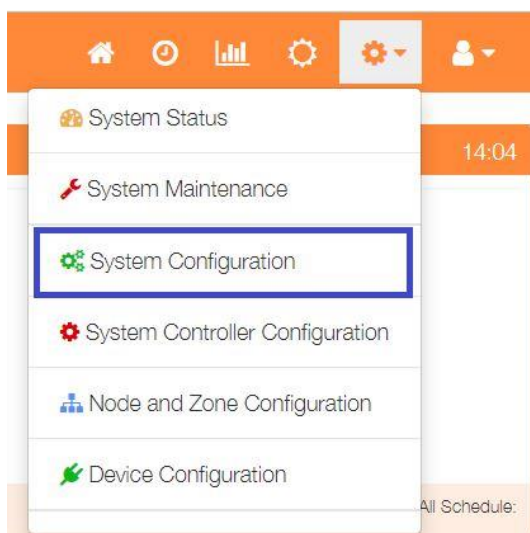 System Status
14:04
System Maintenance
System Configuration
System Controller Configuration
Node and Zone Configuration
Device Configuration
All Schedule: